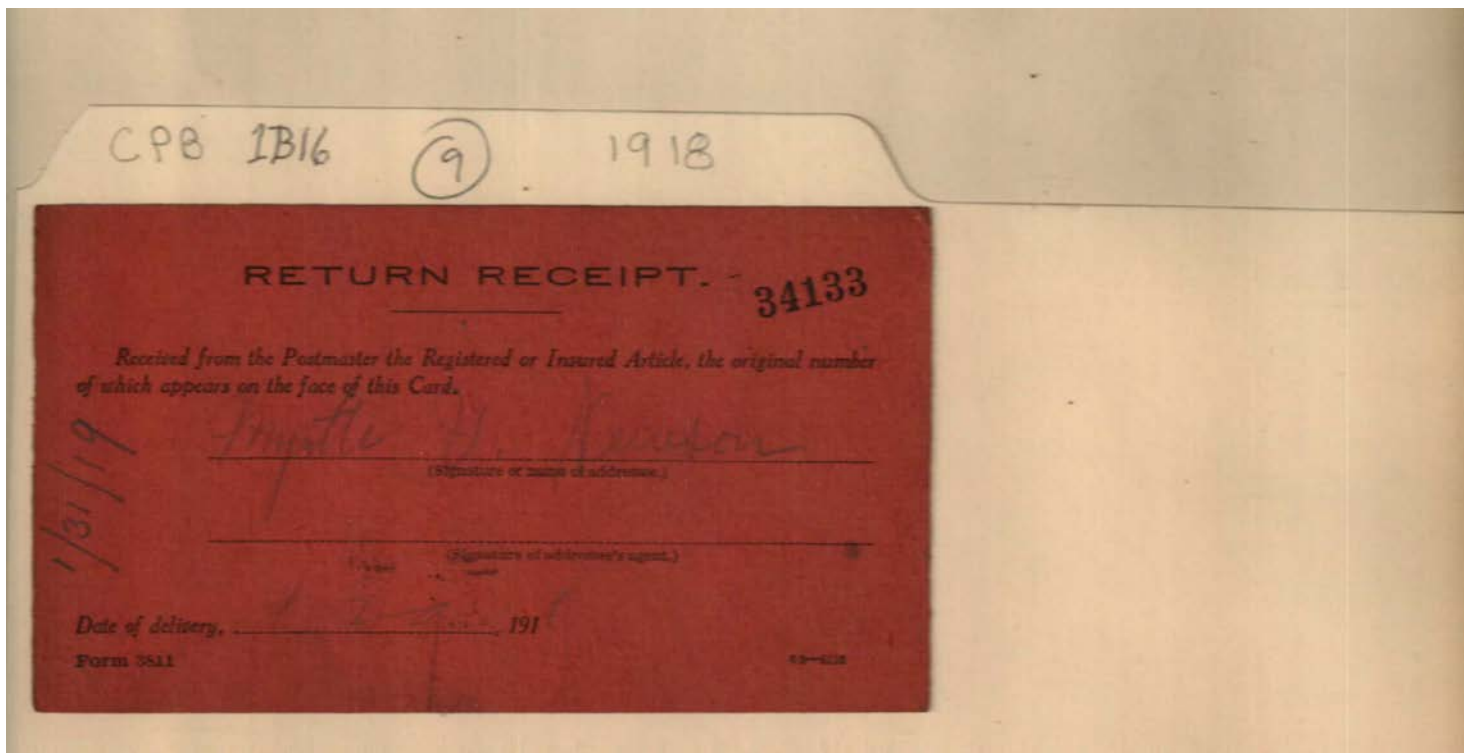 CPB 1B16 9 1918
RETURN RECEIPT. 34133
Received from the Postmaster the Registered or Insured Article, the original number
of which appears on the face of this Card.
Myrtle H.
(Signature or name of addressee.)
(Signature of addressee's agent.)
1/31/19
Date of delivery, 191
Form 3811